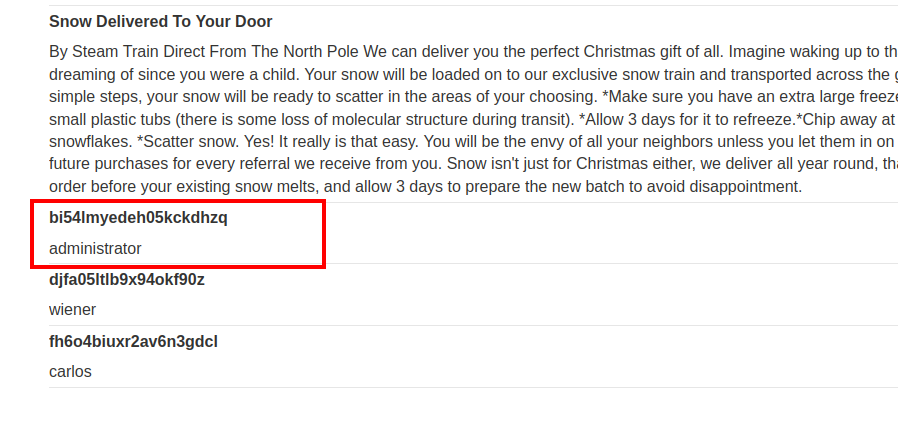 Snow Delivered To Your Door
By Steam Train Direct From The North Pole We can deliver you the perfect Christmas gift of all. Imagine waking up to th
dreaming of since you were a child. Your snow will be loaded on to our exclusive snow train and transported across the g
simple steps, your snow will be ready to scatter in the areas of your choosing. *Make sure you have an extra large freeze
small plastic tubs (there is some loss of molecular structure during transit). *Allow 3 days for it to refreeze.*Chip away at
snowflakes. *Scatter snow. Yes! It really is that easy. You will be the envy of all your neighbors unless you let them in on
future purchases for every referral we receive from you. Snow isn't just for Christmas either, we deliver all year round, tha
order before your existing snow melts, and allow 3 days to prepare the new batch to avoid disappointment.
bi54lmyedeh05kckdhzq
administrator
djfa05ltlb9x94okf90z
wiener
fh6o4biuxr2av6n3gdcl
carlos